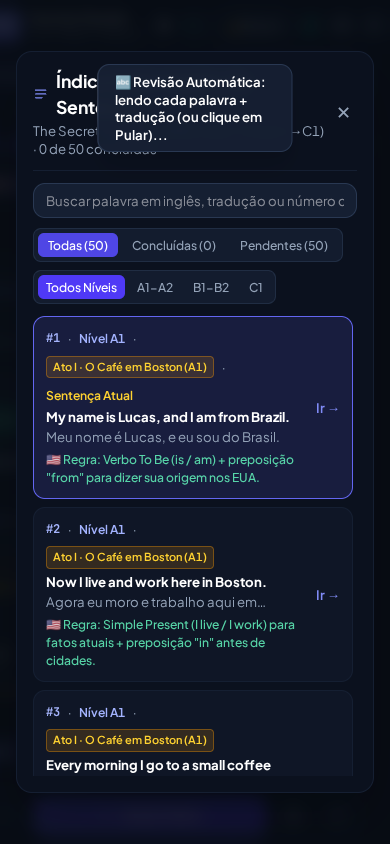 Índic
Sente
🔤 Revisão Automática:
lendo cada palavra +
tradução (ou clique em
Pular)...
The Secret
→C1)
· 0 de 50 concluídas
Buscar palavra em inglês, tradução ou número c
Todas (50) Concluídas (0) Pendentes (50)
Todos Níveis A1–A2 B1–B2 C1
#1 · Nível A1 ·
Ato I · O Café em Boston (A1) ·
Sentença Atual
My name is Lucas, and I am from Brazil.
Meu nome é Lucas, e eu sou do Brasil.
🇺🇸 Regra: Verbo To Be (is / am) + preposição
"from" para dizer sua origem nos EUA.
Ir →
#2 · Nível A1 ·
Ato I · O Café em Boston (A1)
Now I live and work here in Boston.
Agora eu moro e trabalho aqui em...
🇺🇸 Regra: Simple Present (I live / I work) para
fatos atuais + preposição "in" antes de
cidades.
Ir →
#3 · Nível A1 ·
Ato I · O Café em Boston (A1)
Every morning I go to a small coffee